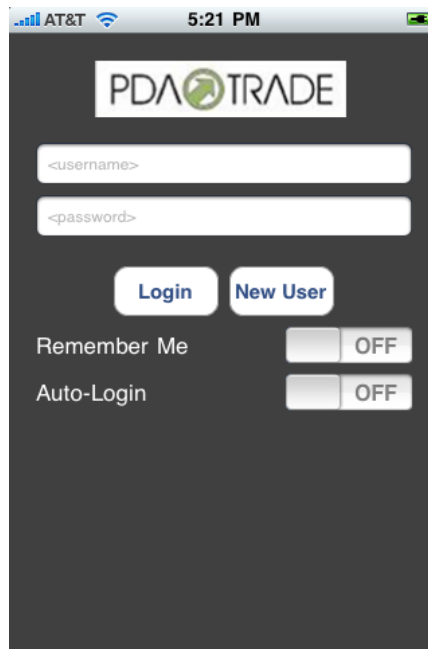 AT&T 5:21 PM
PDA TRADE
<username>
<password>
Login New User
Remember Me OFF
Auto-Login OFF